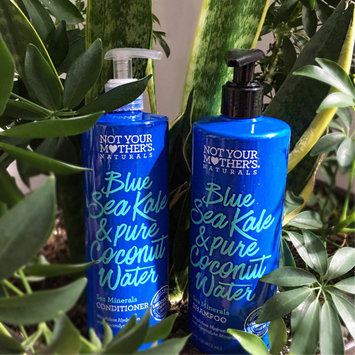 NOT YOUR
MOTHER'S.
NATURALS
Blue
Sea Kale
& pure
Coconut
Water
Sea Minerals
CONDITIONER
NOT YOUR
MOTHER'S.
NATURALS
Blue
Sea Kale
& pure
Coconut
Water
Sea Minerals
SHAMPOO